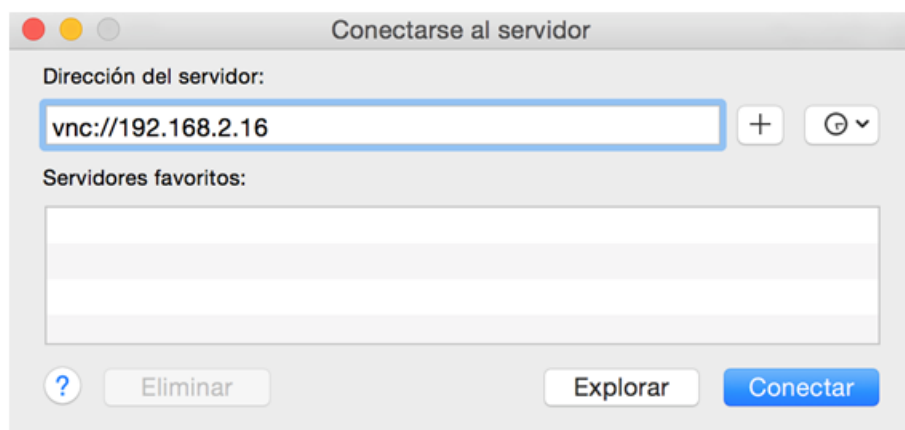 Conectarse al servidor
Dirección del servidor:
vnc://192.168.2.16
Servidores favoritos:
? Eliminar Explorar Conectar